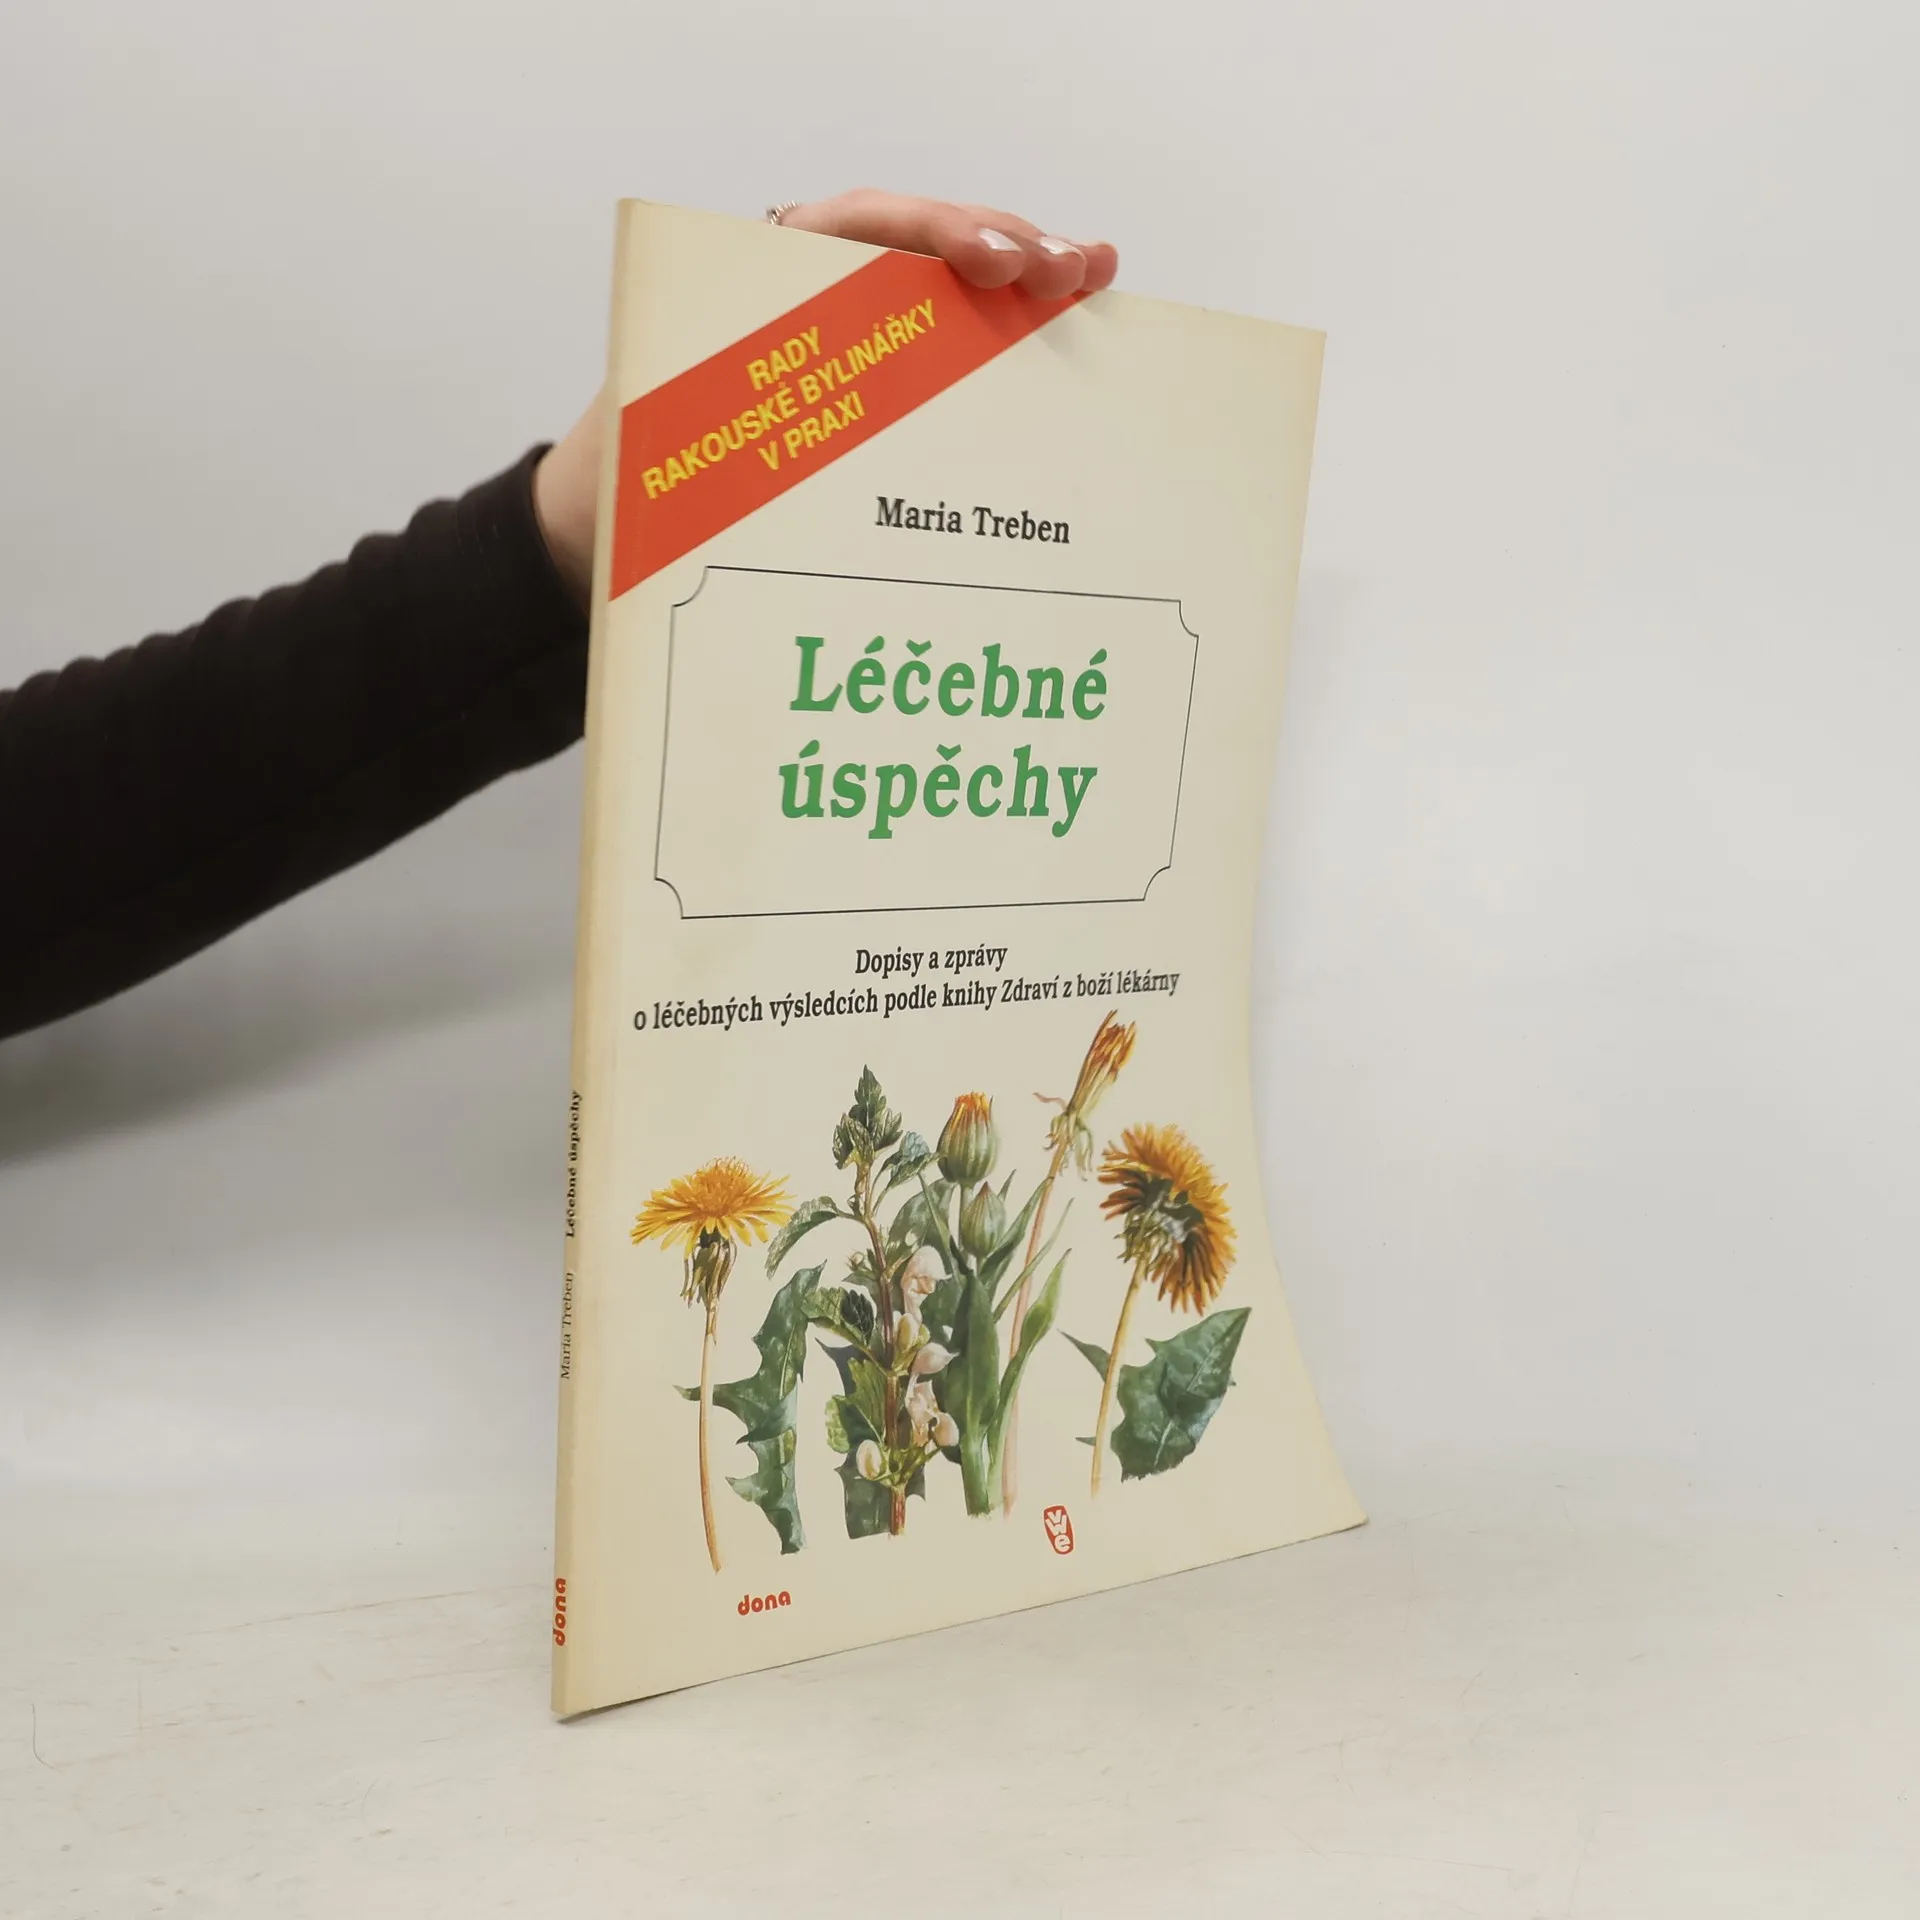 RADY
RAKOUSKÉ BYLINÁŘKY
V PRAXI
Maria Treben
Léčebné
úspěchy
Dopisy a zprávy
o léčebných výsledcích podle knihy Zdraví z boží lékárny
vwe
dona
Maria Treben Léčebné úspěchy
dona